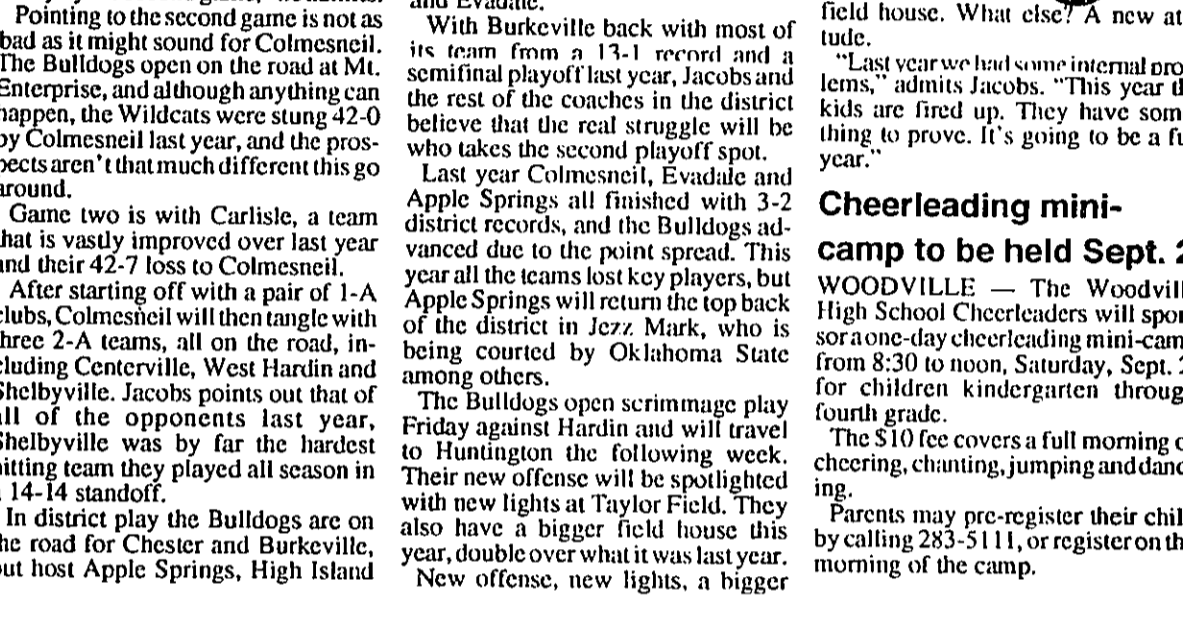 Pointing to the second game is not as
bad as it might sound for Colmesneil.
The Bulldogs open on the road at Mt.
Enterprise, and although anything can
happen, the Wildcats were stung 42-0
by Colmesneil last year, and the pros-
pects aren't that much different this go
around.
Game two is with Carlisle, a team
that is vastly improved over last year
and their 42-7 loss to Colmesneil.
After starting off with a pair of 1-A
clubs, Colmesneil will then tangle with
three 2-A teams, all on the road, in-
cluding Centerville, West Hardin and
Shelbyville. Jacobs points out that of
all of the opponents last year,
Shelbyville was by far the hardest
hitting team they played all season in
14-14 standoff.
In district play the Bulldogs are on
the road for Chester and Burkeville,
but host Apple Springs, High Island
and Evadale.
With Burkeville back with most of
its team from a 13-1 record and a
semifinal playoff last year, Jacobs and
the rest of the coaches in the district
believe that the real struggle will be
who takes the second playoff spot.
Last year Colmesneil, Evadale and
Apple Springs all finished with 3-2
district records, and the Bulldogs ad-
vanced due to the point spread. This
year all the teams lost key players, but
Apple Springs will return the top back
of the district in Jezz Mark, who is
being courted by Oklahoma State
among others.
The Bulldogs open scrimmage play
Friday against Hardin and will travel
to Huntington the following week.
Their new offense will be spotlighted
with new lights at Taylor Field. They
also have a bigger field house this
year, double over what it was last year.
New offense, new lights, a bigger
field house. What else? A new at
tude.
"Last year we had some internal pro
lems," admits Jacobs. "This year th
kids are fired up. They have som
thing to prove. It's going to be a fu
year."
Cheerleading mini-
camp to be held Sept. 2
WOODVILLE — The Woodvill
High School Cheerleaders will spon
sor a one-day cheerleading mini-cam
from 8:30 to noon, Saturday, Sept. 2
for children kindergarten throug
fourth grade.
The $10 fee covers a full morning o
cheering, chanting, jumping and danc
ing.
Parents may pre-register their chil
by calling 283-5111, or register on th
morning of the camp.